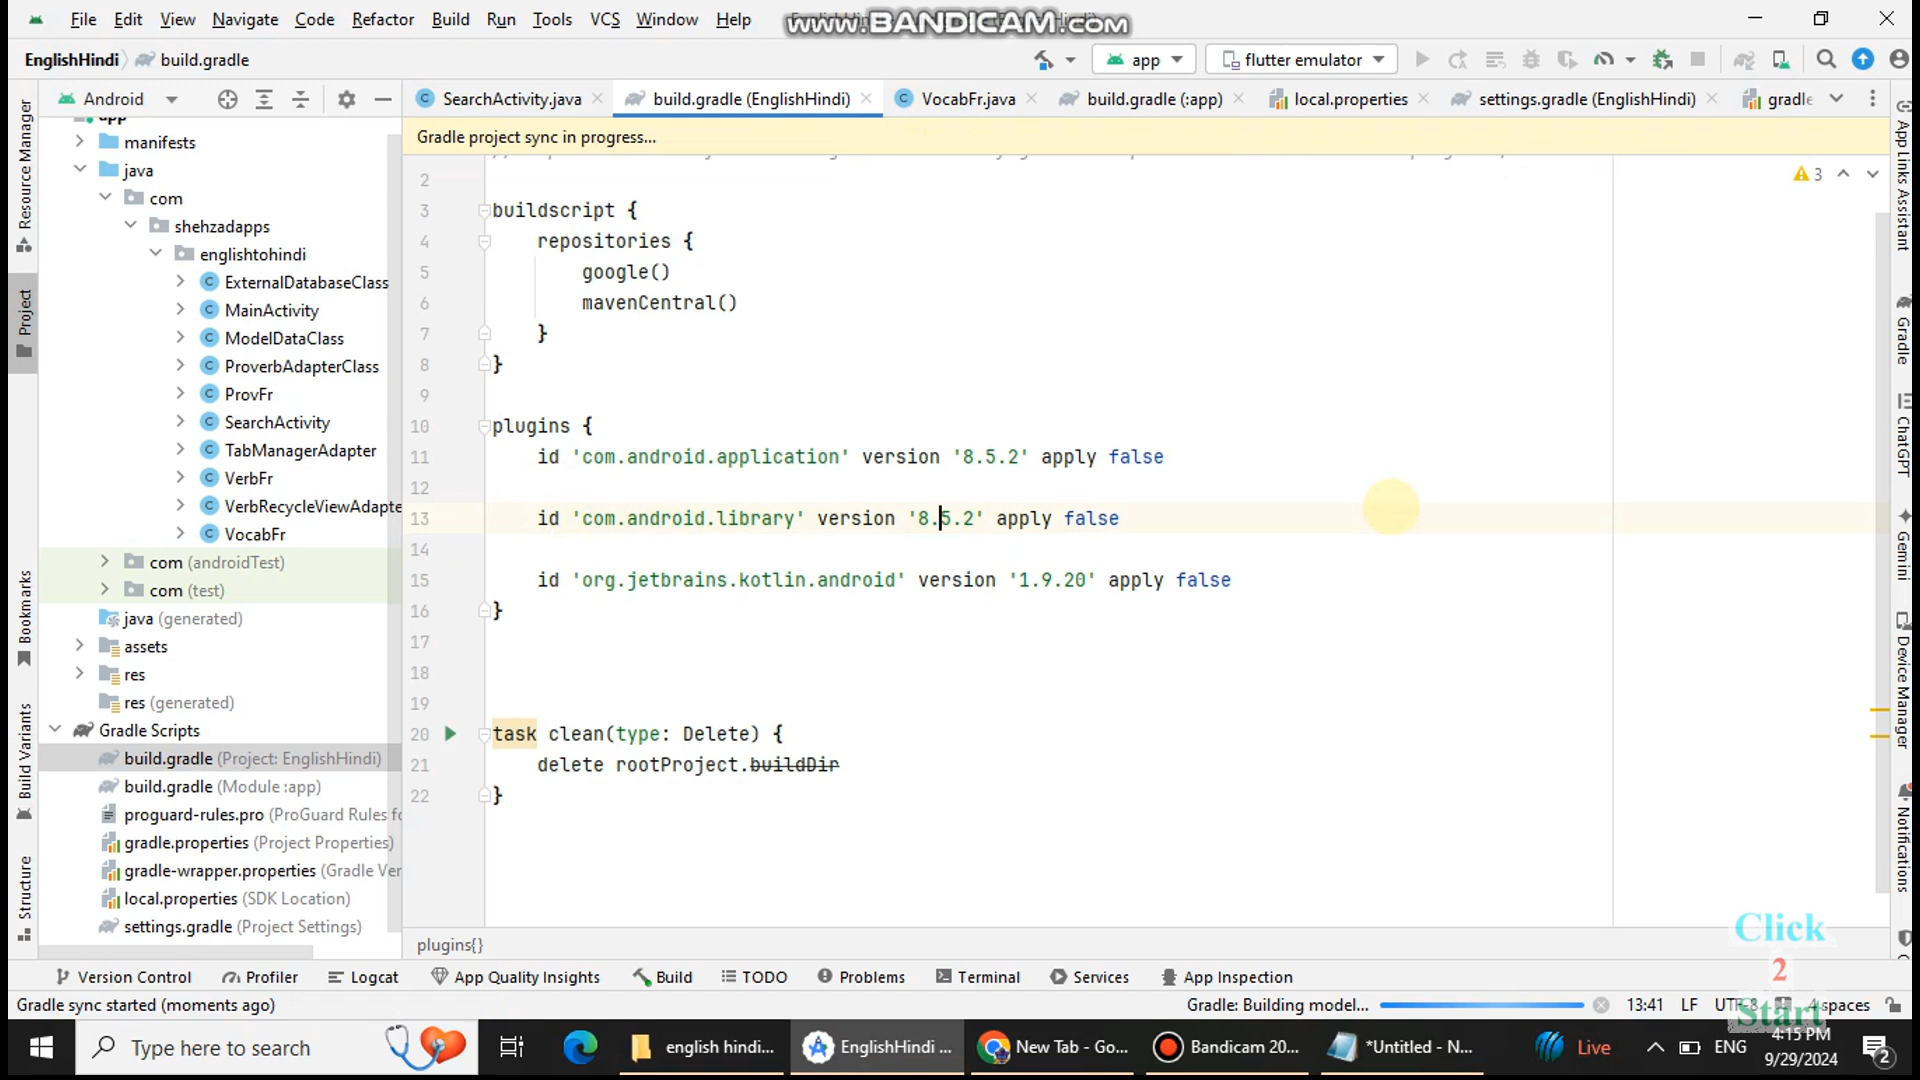 File Edit View Navigate Code Refactor Build Run Tools VCS Window Help
www.BANDICAM.com
EnglishHindi build.gradle
app flutter emulator
Android
SearchActivity.java build.gradle (EnglishHindi) VocabFr.java build.gradle (:app) local.properties settings.gradle (EnglishHindi) gradle
Gradle project sync in progress...
3
app
manifests
java
com
shehzadapps
englishtohindi
ExternalDatabaseClass
MainActivity
ModelDataClass
ProverbAdapterClass
ProvFr
SearchActivity
TabManagerAdapter
VerbFr
VerbRecycleViewAdapte
VocabFr
com (androidTest)
com (test)
java (generated)
assets
res
res (generated)
Gradle Scripts
build.gradle (Project: EnglishHindi)
build.gradle (Module :app)
proguard-rules.pro (ProGuard Rules fo
gradle.properties (Project Properties)
gradle-wrapper.properties (Gradle Ver
local.properties (SDK Location)
settings.gradle (Project Settings)
2
3 buildscript {
4 repositories {
5 google()
6 mavenCentral()
7 }
8 }
9
10 plugins {
11 id 'com.android.application' version '8.5.2' apply false
12
13 id 'com.android.library' version '8.5.2' apply false
14
15 id 'org.jetbrains.kotlin.android' version '1.9.20' apply false
16 }
17
18
19
20 task clean(type: Delete) {
21 delete rootProject.buildDir
22 }
plugins{}
Resource Manager
Project
Bookmarks
Build Variants
Structure
App Links Assistant
Gradle
ChatGPT
Gemini
Device Manager
Notifications
Click
2
Start
Version Control Profiler Logcat App Quality Insights Build TODO Problems Terminal Services App Inspection
Gradle sync started (moments ago) Gradle: Building model... 13:41 LF UTF-8 4 spaces
Type here to search english hindi... EnglishHindi ... New Tab - Go... Bandicam 20... *Untitled - N... Live ENG 4:15 PM
9/29/2024
2